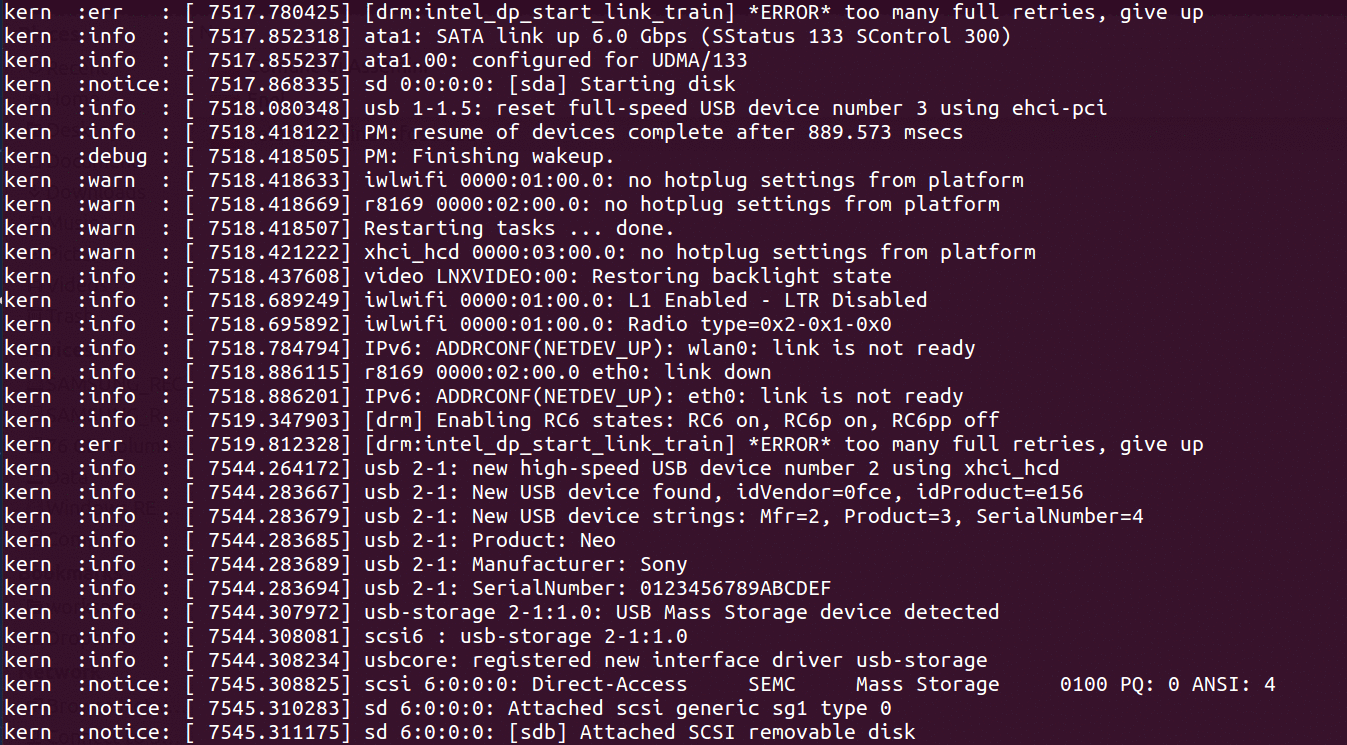 kern  :err   : [ 7517.780425] [drm:intel_dp_start_link_train] *ERROR* too many full retries, give up
kern  :info  : [ 7517.852318] ata1: SATA link up 6.0 Gbps (SStatus 133 SControl 300)
kern  :info  : [ 7517.855237] ata1.00: configured for UDMA/133
kern  :notice: [ 7517.868335] sd 0:0:0:0: [sda] Starting disk
kern  :info  : [ 7518.080348] usb 1-1.5: reset full-speed USB device number 3 using ehci-pci
kern  :info  : [ 7518.418122] PM: resume of devices complete after 889.573 msecs
kern  :debug : [ 7518.418505] PM: Finishing wakeup.
kern  :warn  : [ 7518.418633] iwlwifi 0000:01:00.0: no hotplug settings from platform
kern  :warn  : [ 7518.418669] r8169 0000:02:00.0: no hotplug settings from platform
kern  :warn  : [ 7518.418507] Restarting tasks ... done.
kern  :warn  : [ 7518.421222] xhci_hcd 0000:03:00.0: no hotplug settings from platform
kern  :info  : [ 7518.437608] video LNXVIDEO:00: Restoring backlight state
kern  :info  : [ 7518.689249] iwlwifi 0000:01:00.0: L1 Enabled - LTR Disabled
kern  :info  : [ 7518.695892] iwlwifi 0000:01:00.0: Radio type=0x2-0x1-0x0
kern  :info  : [ 7518.784794] IPv6: ADDRCONF(NETDEV_UP): wlan0: link is not ready
kern  :info  : [ 7518.886115] r8169 0000:02:00.0 eth0: link down
kern  :info  : [ 7518.886201] IPv6: ADDRCONF(NETDEV_UP): eth0: link is not ready
kern  :info  : [ 7519.347903] [drm] Enabling RC6 states: RC6 on, RC6p on, RC6pp off
kern  :err   : [ 7519.812328] [drm:intel_dp_start_link_train] *ERROR* too many full retries, give up
kern  :info  : [ 7544.264172] usb 2-1: new high-speed USB device number 2 using xhci_hcd
kern  :info  : [ 7544.283667] usb 2-1: New USB device found, idVendor=0fce, idProduct=e156
kern  :info  : [ 7544.283679] usb 2-1: New USB device strings: Mfr=2, Product=3, SerialNumber=4
kern  :info  : [ 7544.283685] usb 2-1: Product: Neo
kern  :info  : [ 7544.283689] usb 2-1: Manufacturer: Sony
kern  :info  : [ 7544.283694] usb 2-1: SerialNumber: 0123456789ABCDEF
kern  :info  : [ 7544.307972] usb-storage 2-1:1.0: USB Mass Storage device detected
kern  :info  : [ 7544.308081] scsi6 : usb-storage 2-1:1.0
kern  :info  : [ 7544.308234] usbcore: registered new interface driver usb-storage
kern  :notice: [ 7545.308825] scsi 6:0:0:0: Direct-Access     SEMC     Mass Storage     0100 PQ: 0 ANSI: 4
kern  :notice: [ 7545.310283] sd 6:0:0:0: Attached scsi generic sg1 type 0
kern  :notice: [ 7545.311175] sd 6:0:0:0: [sdb] Attached SCSI removable disk